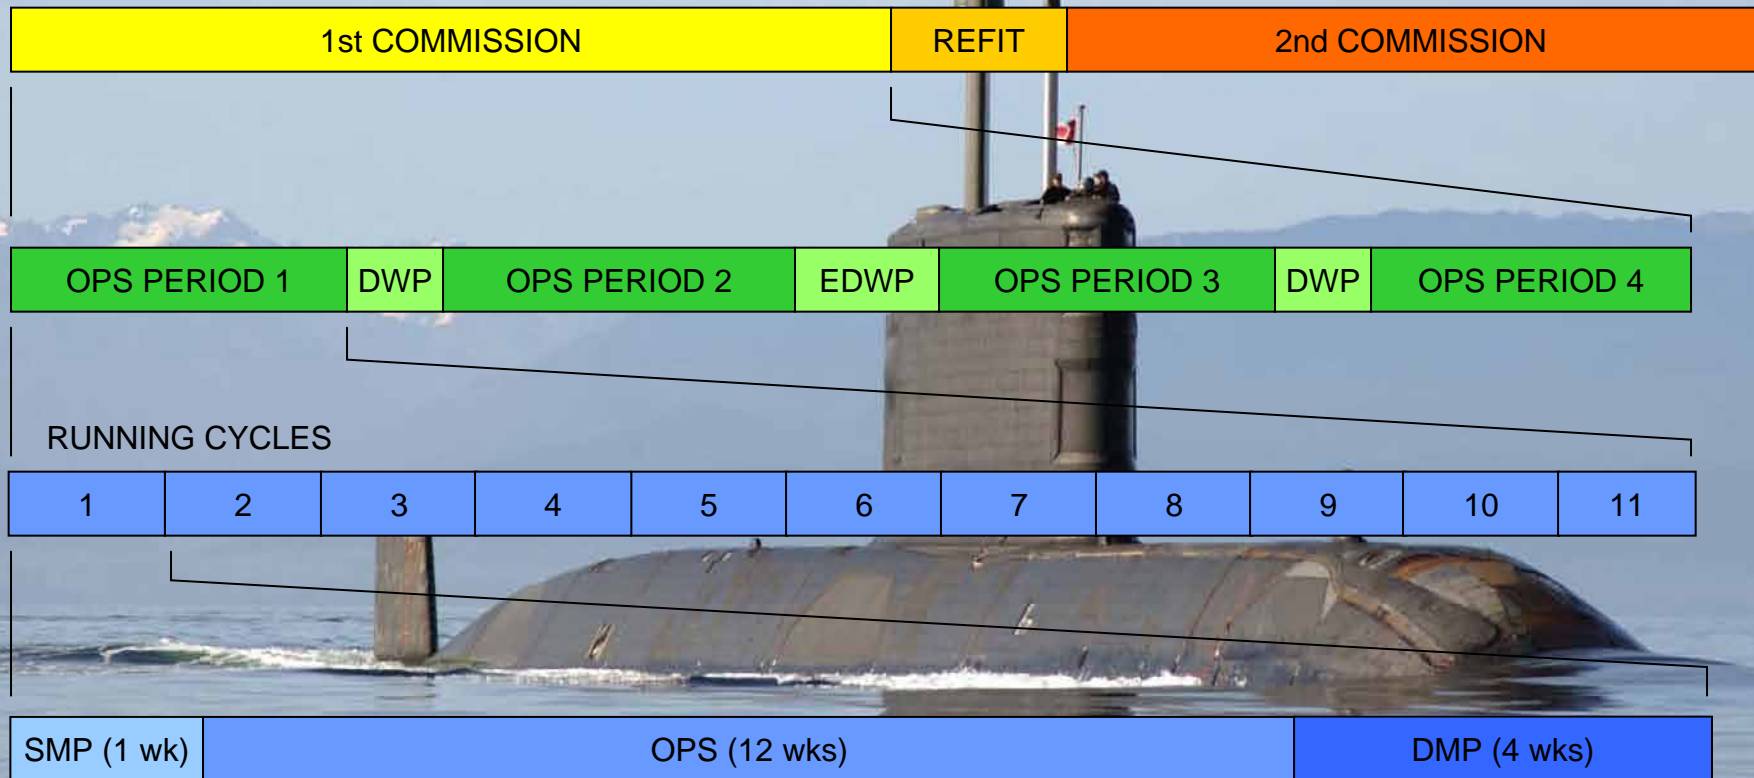 1st COMMISSION REFIT 2nd COMMISSION
OPS PERIOD 1 DWP OPS PERIOD 2 EDWP OPS PERIOD 3 DWP OPS PERIOD 4
RUNNING CYCLES
1 2 3 4 5 6 7 8 9 10 11
SMP (1 wk) OPS (12 wks) DMP (4 wks)